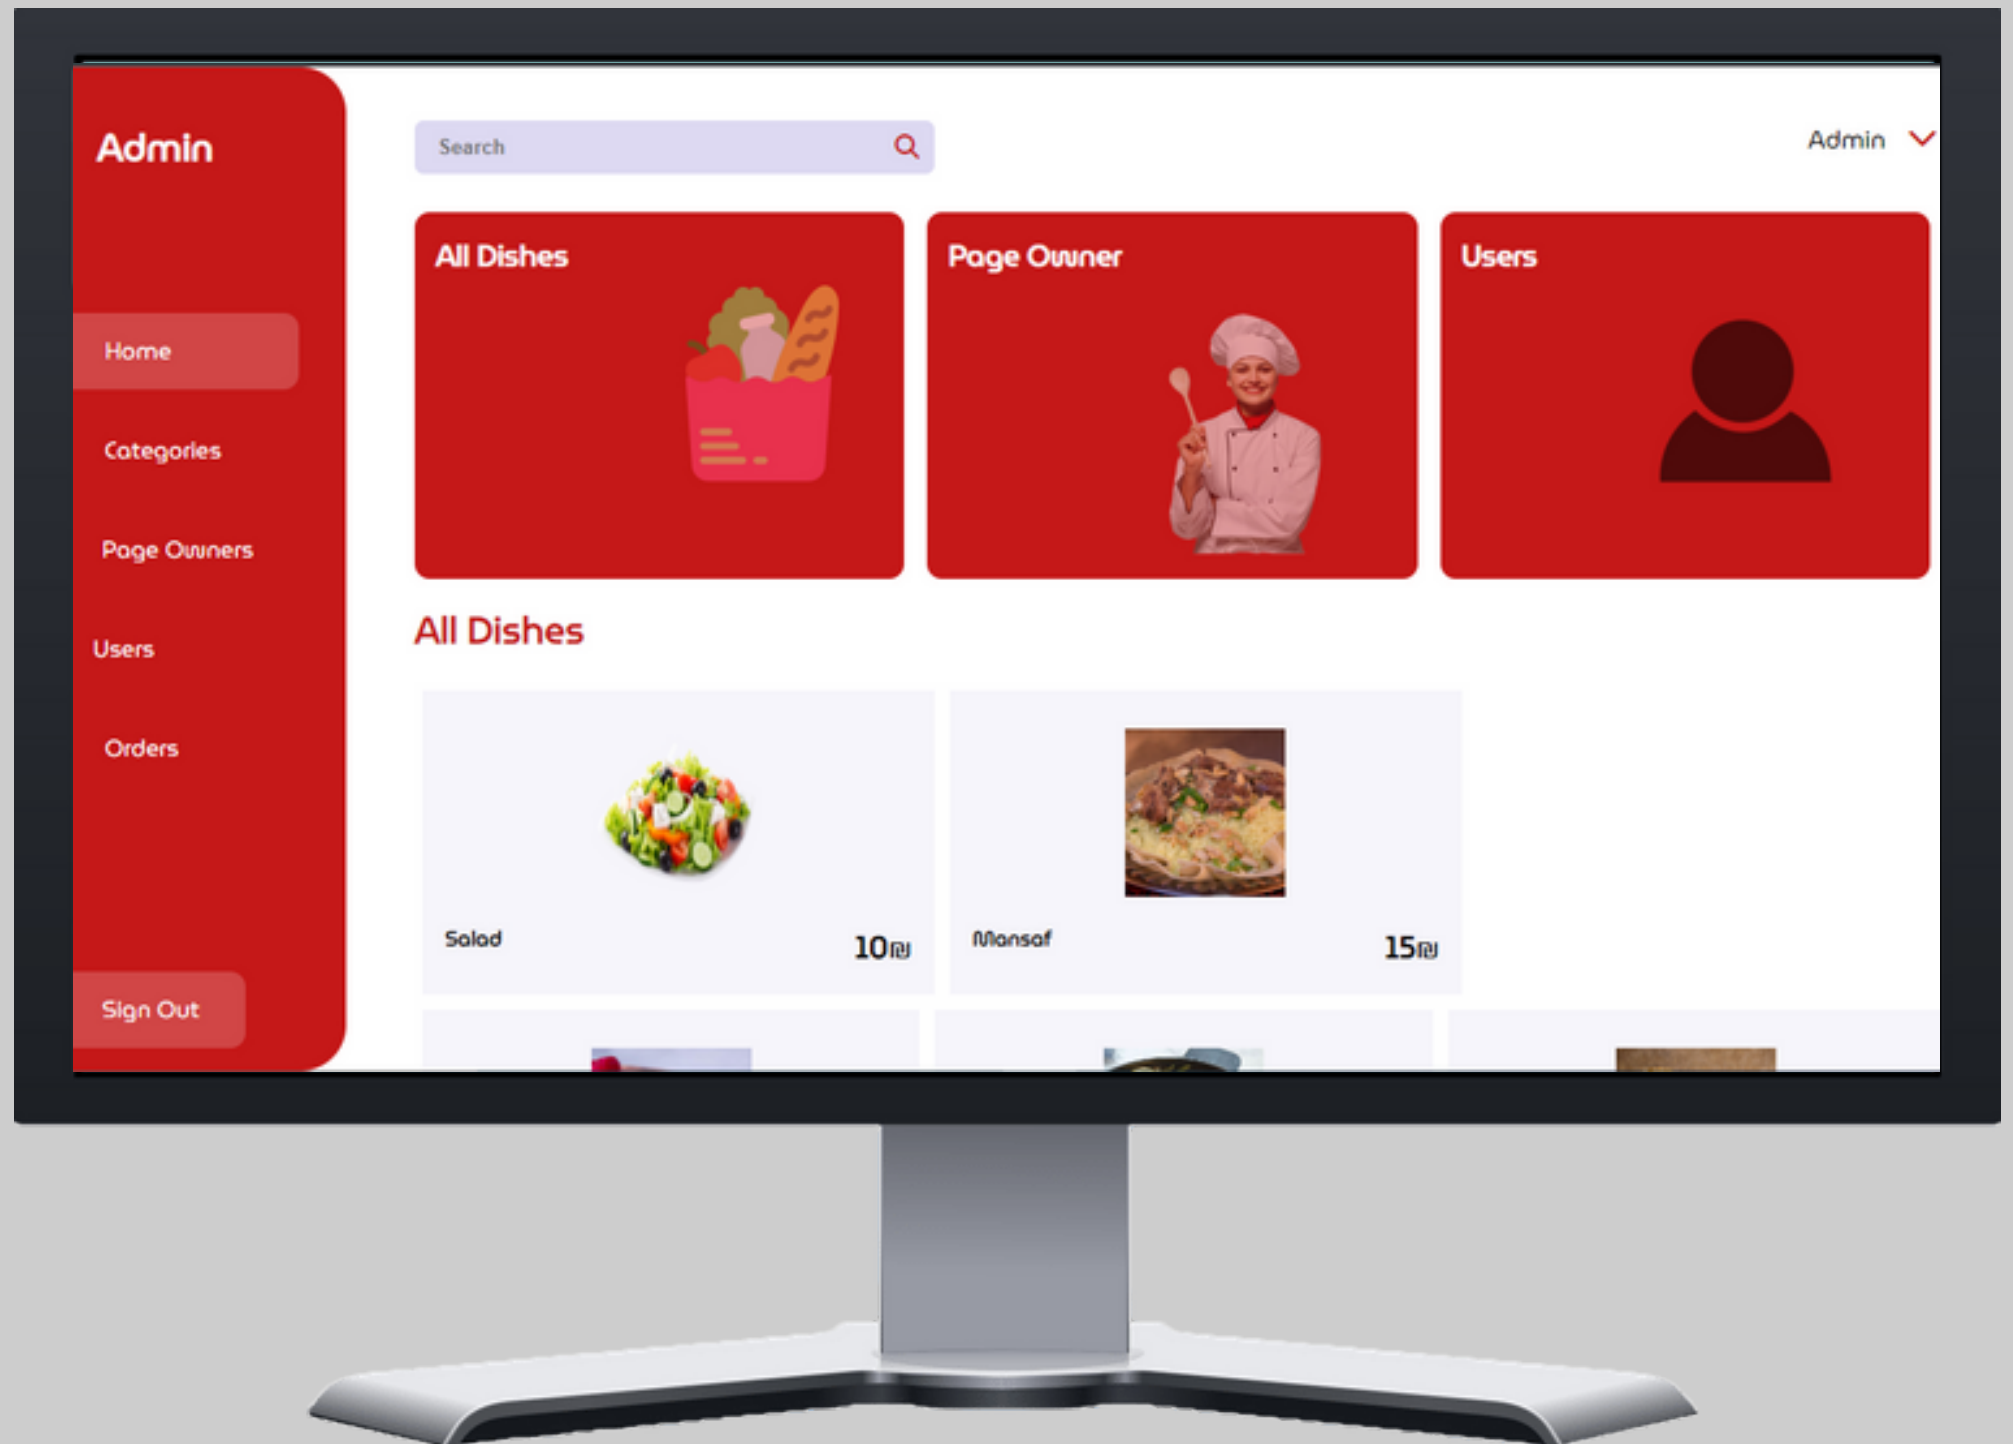 Admin
Home
Categories
Page Owners
Users
Orders
Sign Out
Search
Admin
All Dishes
Page Owner
Users
All Dishes
Salad
10₪
Mansaf
15₪